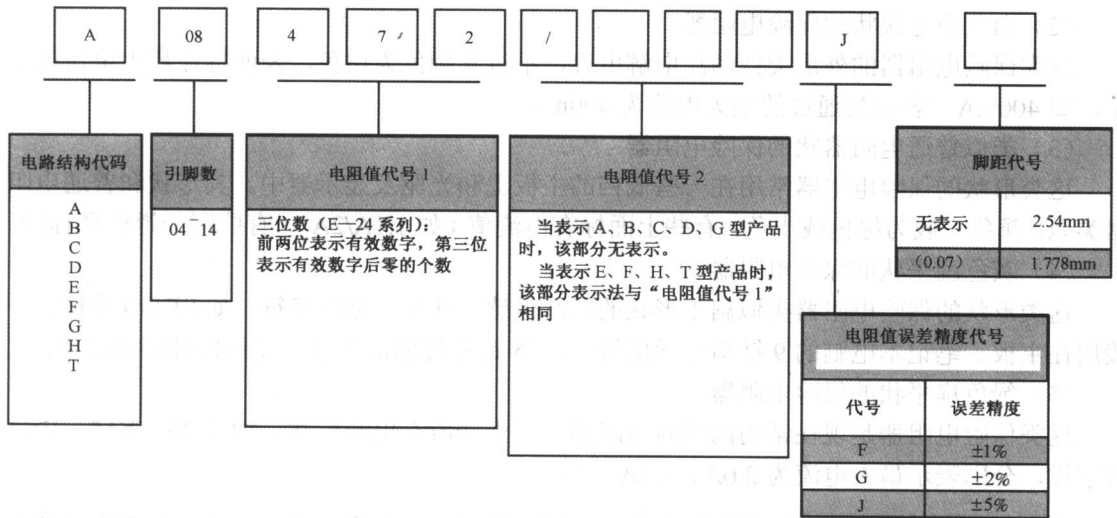 A 08 4 7 2 / J
电路结构代码
A
B
C
D
E
F
G
H
T
引脚数
04 14
电阻值代号 1
三位数（E—24 系列）：
前两位表示有效数字，第三位
表示有效数字后零的个数
电阻值代号 2
当表示 A、B、C、D、G 型产品
时，该部分无表示。
当表示 E、F、H、T 型产品时，
该部分表示法与“电阻值代号 1”
相同
脚距代号
无表示 2.54mm
（0.07） 1.778mm
电阻值误差精度代号
代号 误差精度
F ±1%
G ±2%
J ±5%